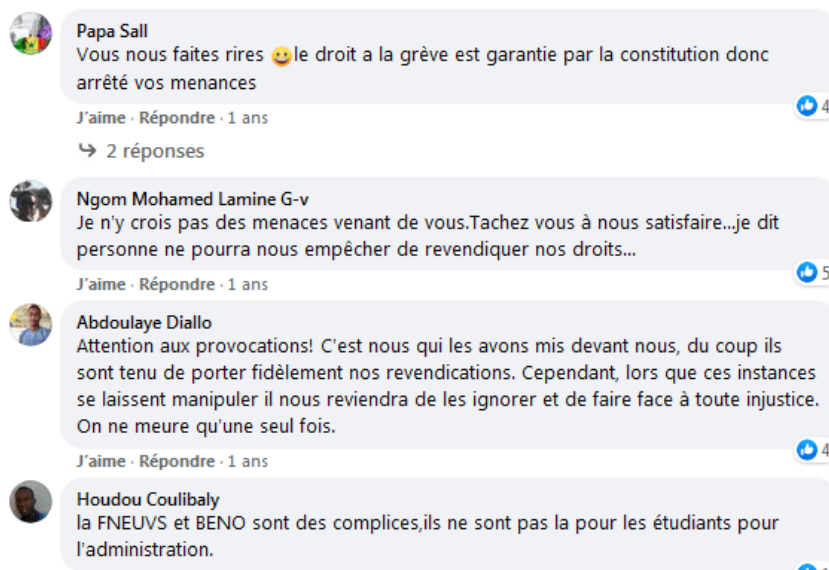 Papa Sall
Vous nous faites rires 😀le droit a la grève est garantie par la constitution donc
arrêté vos menances
J'aime · Répondre · 1 ans
4
2 réponses
Ngom Mohamed Lamine G-v
Je n'y crois pas des menaces venant de vous.Tachez vous à nous satisfaire...je dit
personne ne pourra nous empêcher de revendiquer nos droits...
J'aime · Répondre · 1 ans
5
Abdoulaye Diallo
Attention aux provocations! C'est nous qui les avons mis devant nous, du coup ils
sont tenu de porter fidèlement nos revendications. Cependant, lors que ces instances
se laissent manipuler il nous reviendra de les ignorer et de faire face à toute injustice.
On ne meure qu'une seul fois.
J'aime · Répondre · 1 ans
4
Houdou Coulibaly
la FNEUVS et BENO sont des complices,ils ne sont pas la pour les étudiants pour
l'administration.